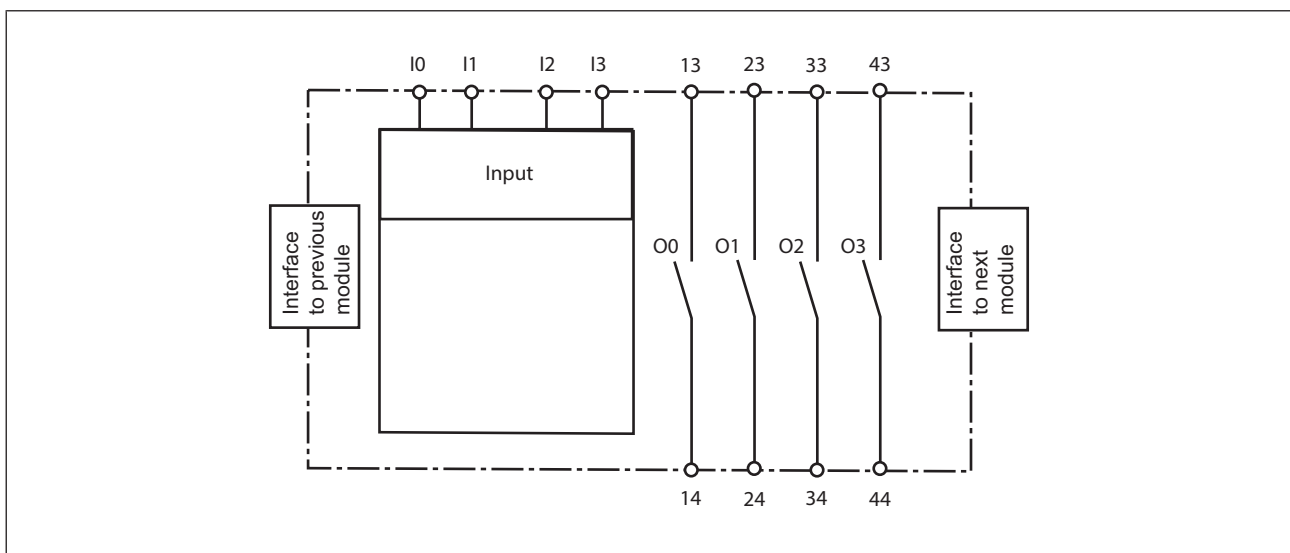 I0 I1 I2 I3 13 23 33 43
Input
Interface
to previous
module
O0 O1 O2 O3
Interface
to next
module
14 24 34 44